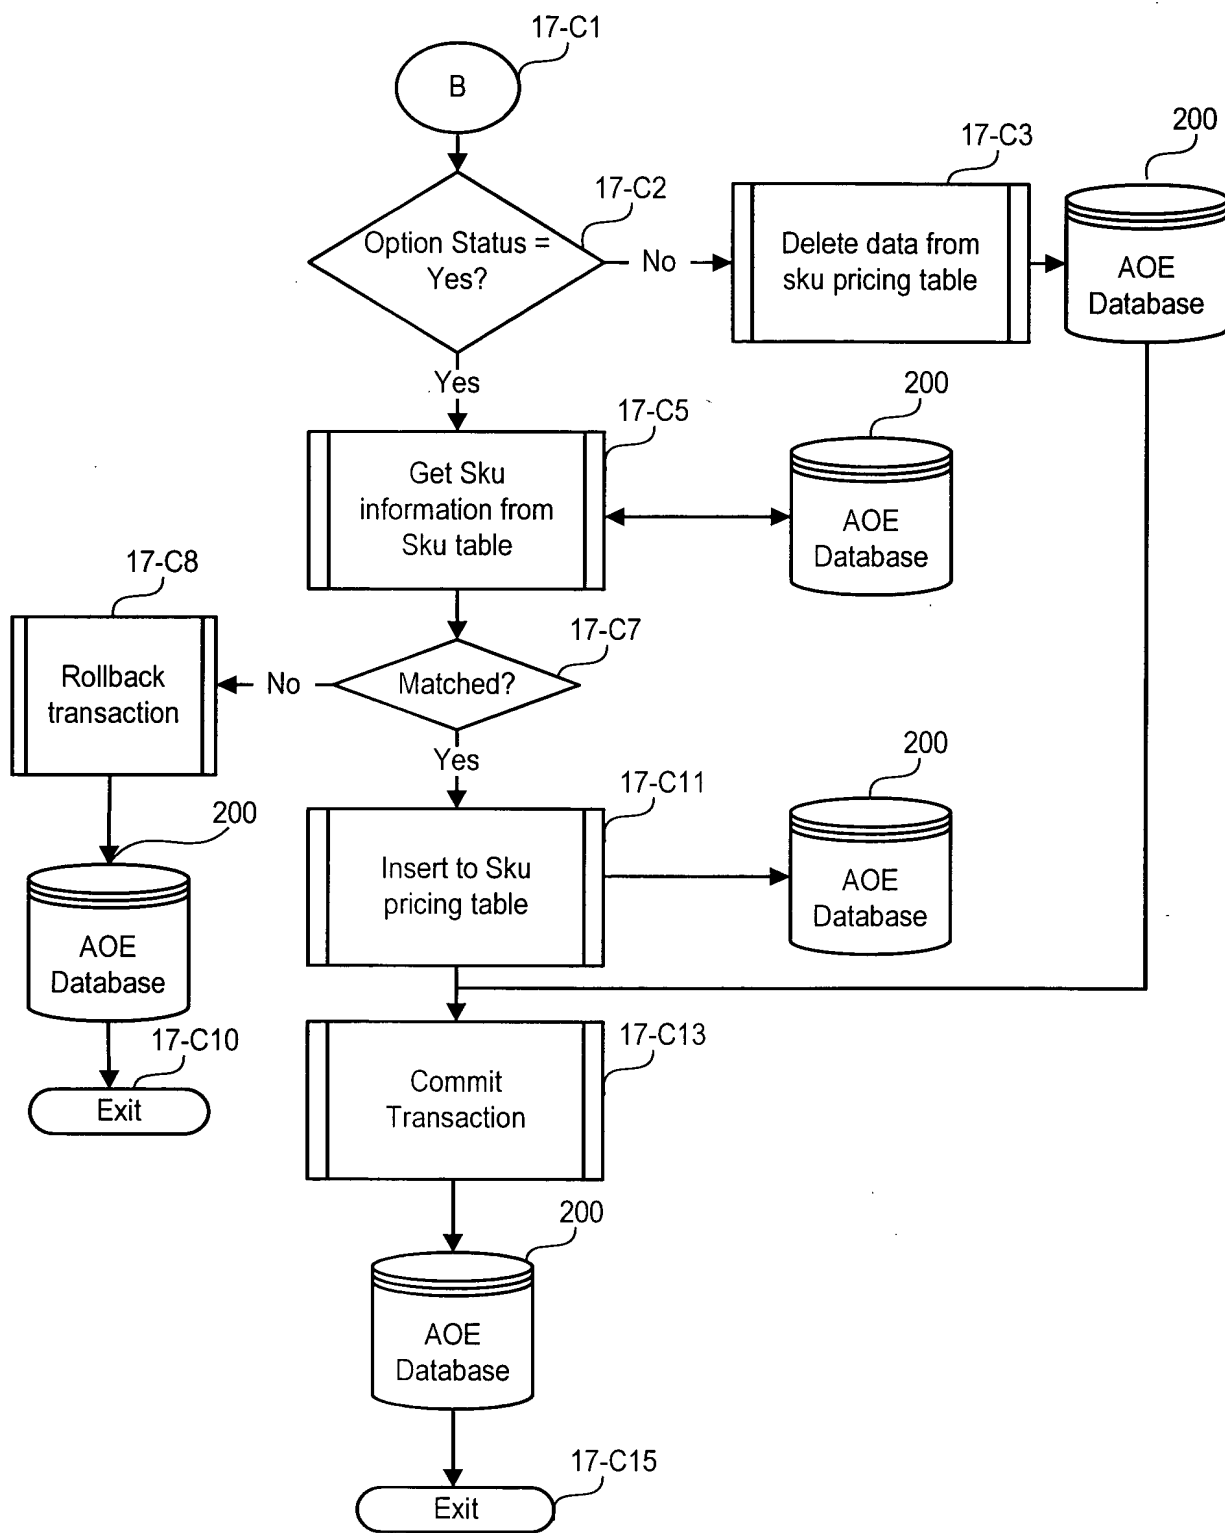 17-C1
B
200
17-C3
17-C2
Option Status =
Yes?
No
Delete data from
sku pricing table
AOE
Database
Yes
200
17-C5
Get Sku
information from
Sku table
AOE
Database
17-C8
17-C7
Rollback
transaction
No
Matched?
Yes
200
17-C11
200
Insert to Sku
pricing table
AOE
Database
AOE
Database
17-C10
17-C13
Exit
Commit
Transaction
200
AOE
Database
17-C15
Exit